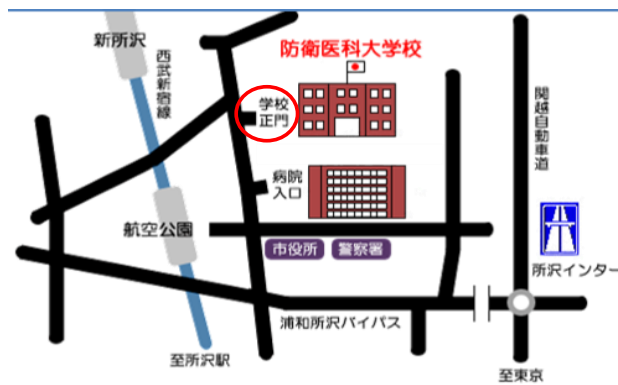 新所沢
西武新宿線
防衛医科大学校
学校
正門
関越自動車道
病院
入口
航空公園
市役所
警察署
所沢インター
浦和所沢バイパス
至所沢駅
至東京